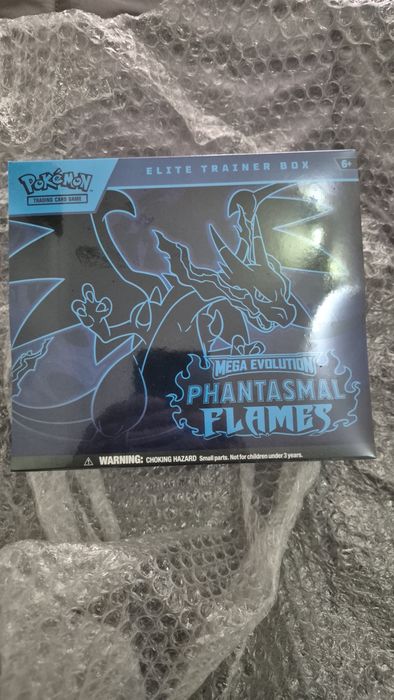 ELITE TRAINER BOX
6+
POKéMON
TRADING CARD GAME
MEGA EVOLUTION
PHANTASMAL
FLAMES
WARNING: CHOKING HAZARD Small parts. Not for children under 3 years.